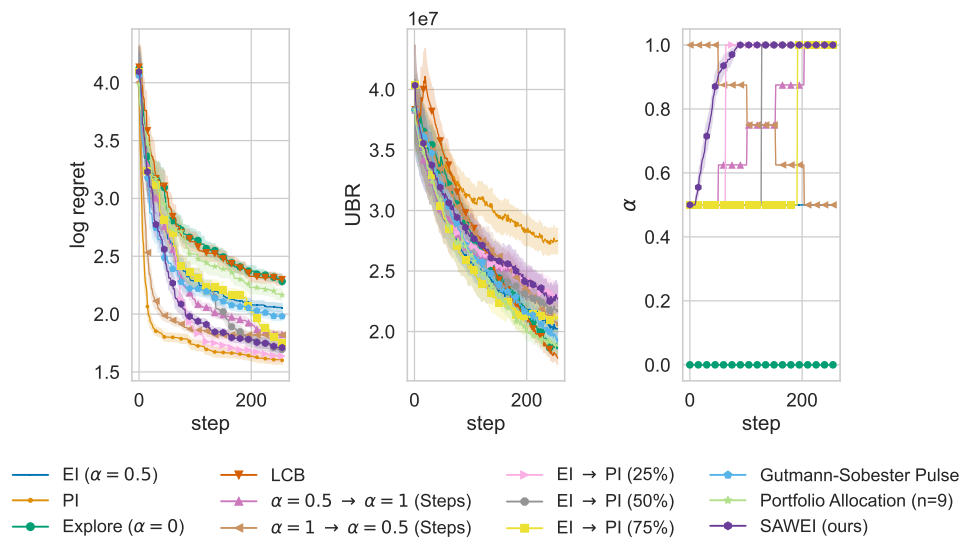 1e7
4.0
3.5
3.0
2.5
2.0
1.5
log regret
0
200
step
4.0
3.5
3.0
2.5
2.0
UBR
0
200
step
1.0
0.8
0.6
0.4
0.2
0.0
α
0
200
step
EI (α = 0.5)
PI
Explore (α = 0)
LCB
α = 0.5 → α = 1 (Steps)
α = 1 → α = 0.5 (Steps)
EI → PI (25%)
EI → PI (50%)
EI → PI (75%)
Gutmann-Sobester Pulse
Portfolio Allocation (n=9)
SAWEI (ours)